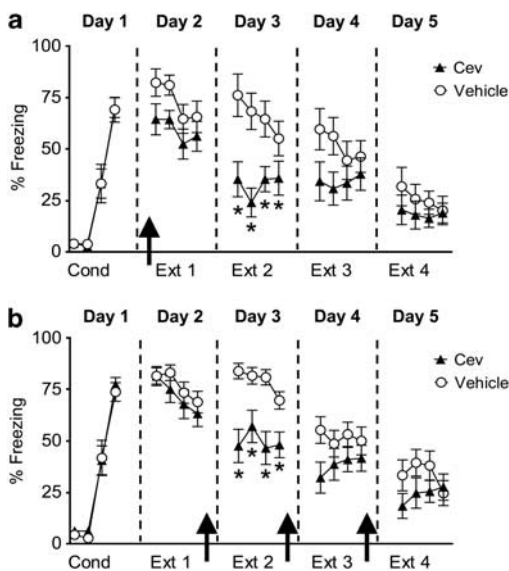 a
Day 1 Day 2 Day 3 Day 4 Day 5
100
75
50
25
0
% Freezing
Cev
Vehicle
* * * *
Cond Ext 1 Ext 2 Ext 3 Ext 4
b
Day 1 Day 2 Day 3 Day 4 Day 5
100
75
50
25
0
% Freezing
Cev
Vehicle
* * * *
Cond Ext 1 Ext 2 Ext 3 Ext 4